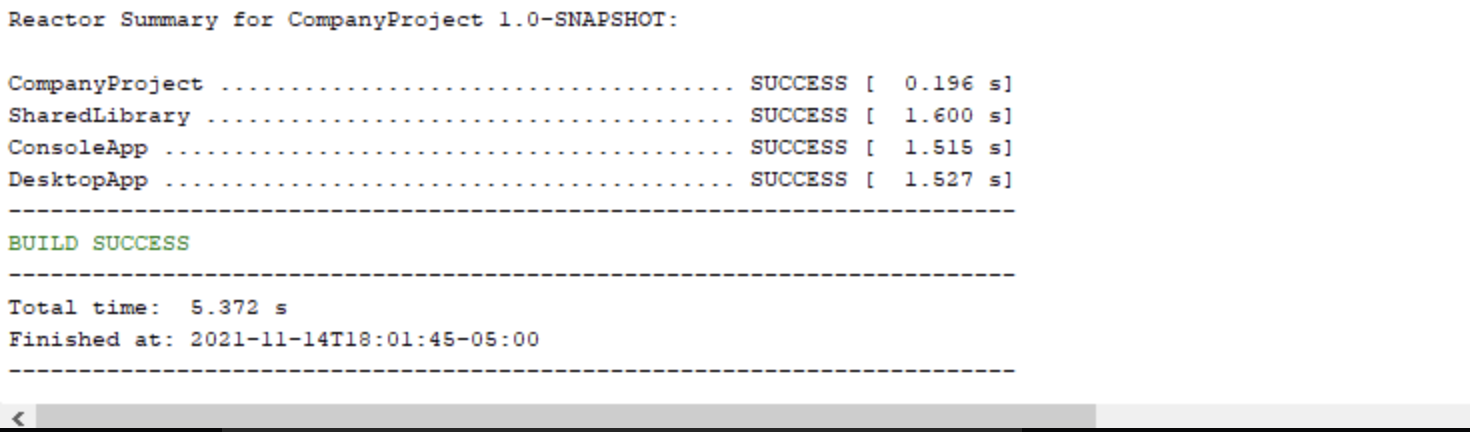 Reactor Summary for CompanyProject 1.0-SNAPSHOT:
CompanyProject ..................................... SUCCESS [  0.196 s]
SharedLibrary ...................................... SUCCESS [  1.600 s]
ConsoleApp ......................................... SUCCESS [  1.515 s]
DesktopApp ......................................... SUCCESS [  1.527 s]
------------------------------------------------------------------------
BUILD SUCCESS
------------------------------------------------------------------------
Total time:  5.372 s
Finished at: 2021-11-14T18:01:45-05:00
------------------------------------------------------------------------